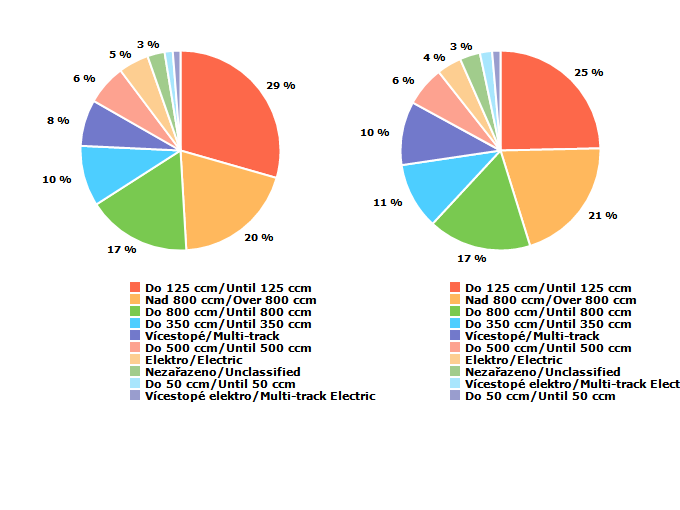 3 %
5 %
6 %
8 %
10 %
17 %
20 %
29 %
Do 125 ccm/Until 125 ccm
Nad 800 ccm/Over 800 ccm
Do 800 ccm/Until 800 ccm
Do 350 ccm/Until 350 ccm
Vícestopé/Multi-track
Do 500 ccm/Until 500 ccm
Elektro/Electric
Nezařazeno/Unclassified
Do 50 ccm/Until 50 ccm
Vícestopé elektro/Multi-track Electric
3 %
4 %
6 %
10 %
11 %
17 %
21 %
25 %
Do 125 ccm/Until 125 ccm
Nad 800 ccm/Over 800 ccm
Do 800 ccm/Until 800 ccm
Do 350 ccm/Until 350 ccm
Vícestopé/Multi-track
Do 500 ccm/Until 500 ccm
Elektro/Electric
Nezařazeno/Unclassified
Vícestopé elektro/Multi-track Elect
Do 50 ccm/Until 50 ccm